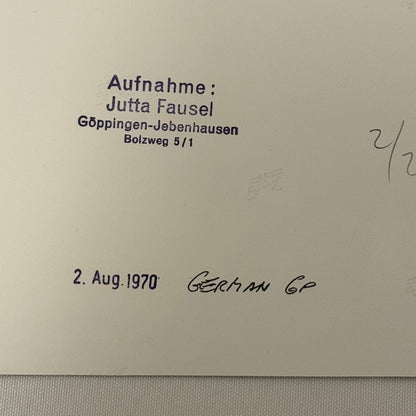 Aufnahme:
Jutta Fausel
Göppingen-Jebenhausen
Bolzweg 5/1
2. Aug. 1970 GERMAN GP